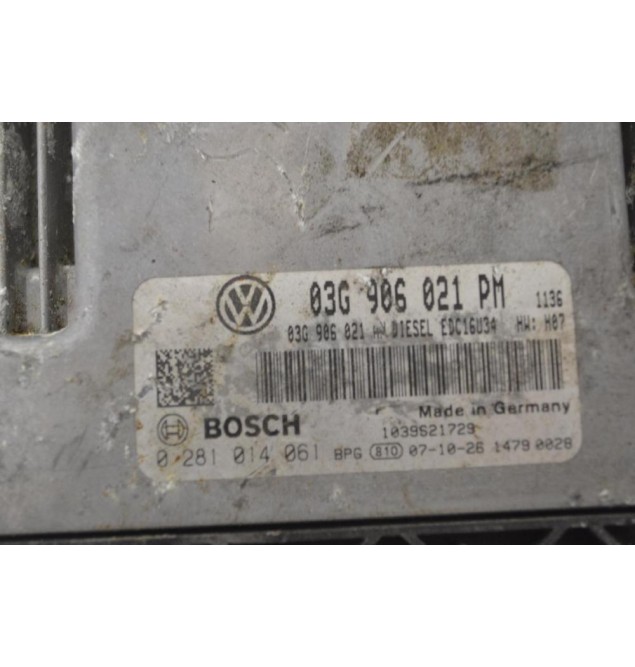 03G 906 021 PM 1136
03G 906 021 DIESEL EDC16U34 HW: H07
Made in Germany
BOSCH 1039S21729
0 281 014 061 BPG 810 07-10-26 1479 0028